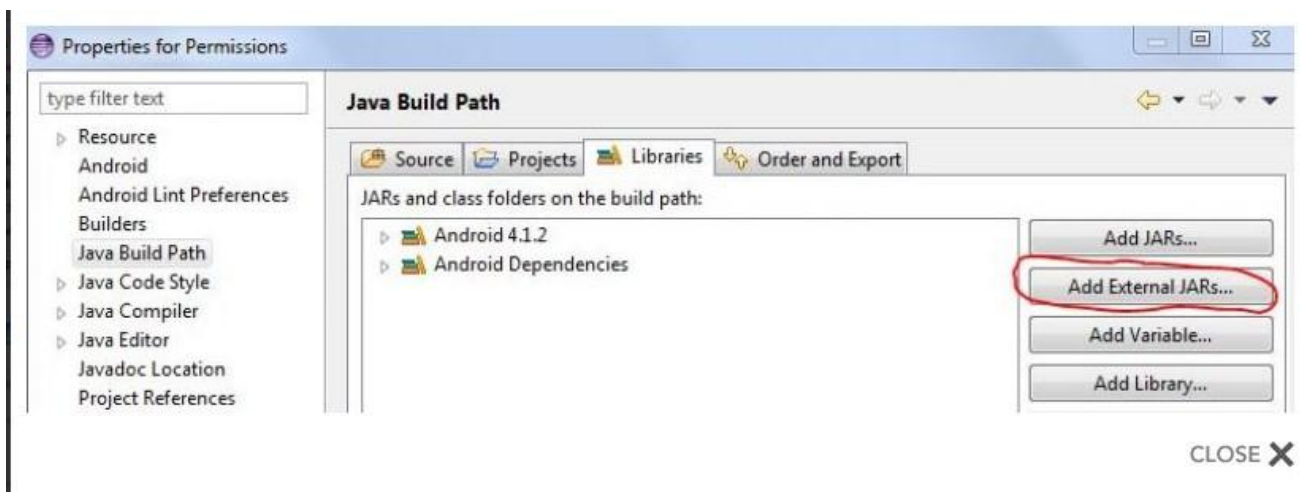 Properties for Permissions
type filter text
Resource
Android
Android Lint Preferences
Builders
Java Build Path
Java Code Style
Java Compiler
Java Editor
Javadoc Location
Project References
Java Build Path
Source Projects Libraries Order and Export
JARs and class folders on the build path:
Android 4.1.2
Android Dependencies
Add JARs...
Add External JARs...
Add Variable...
Add Library...
CLOSE